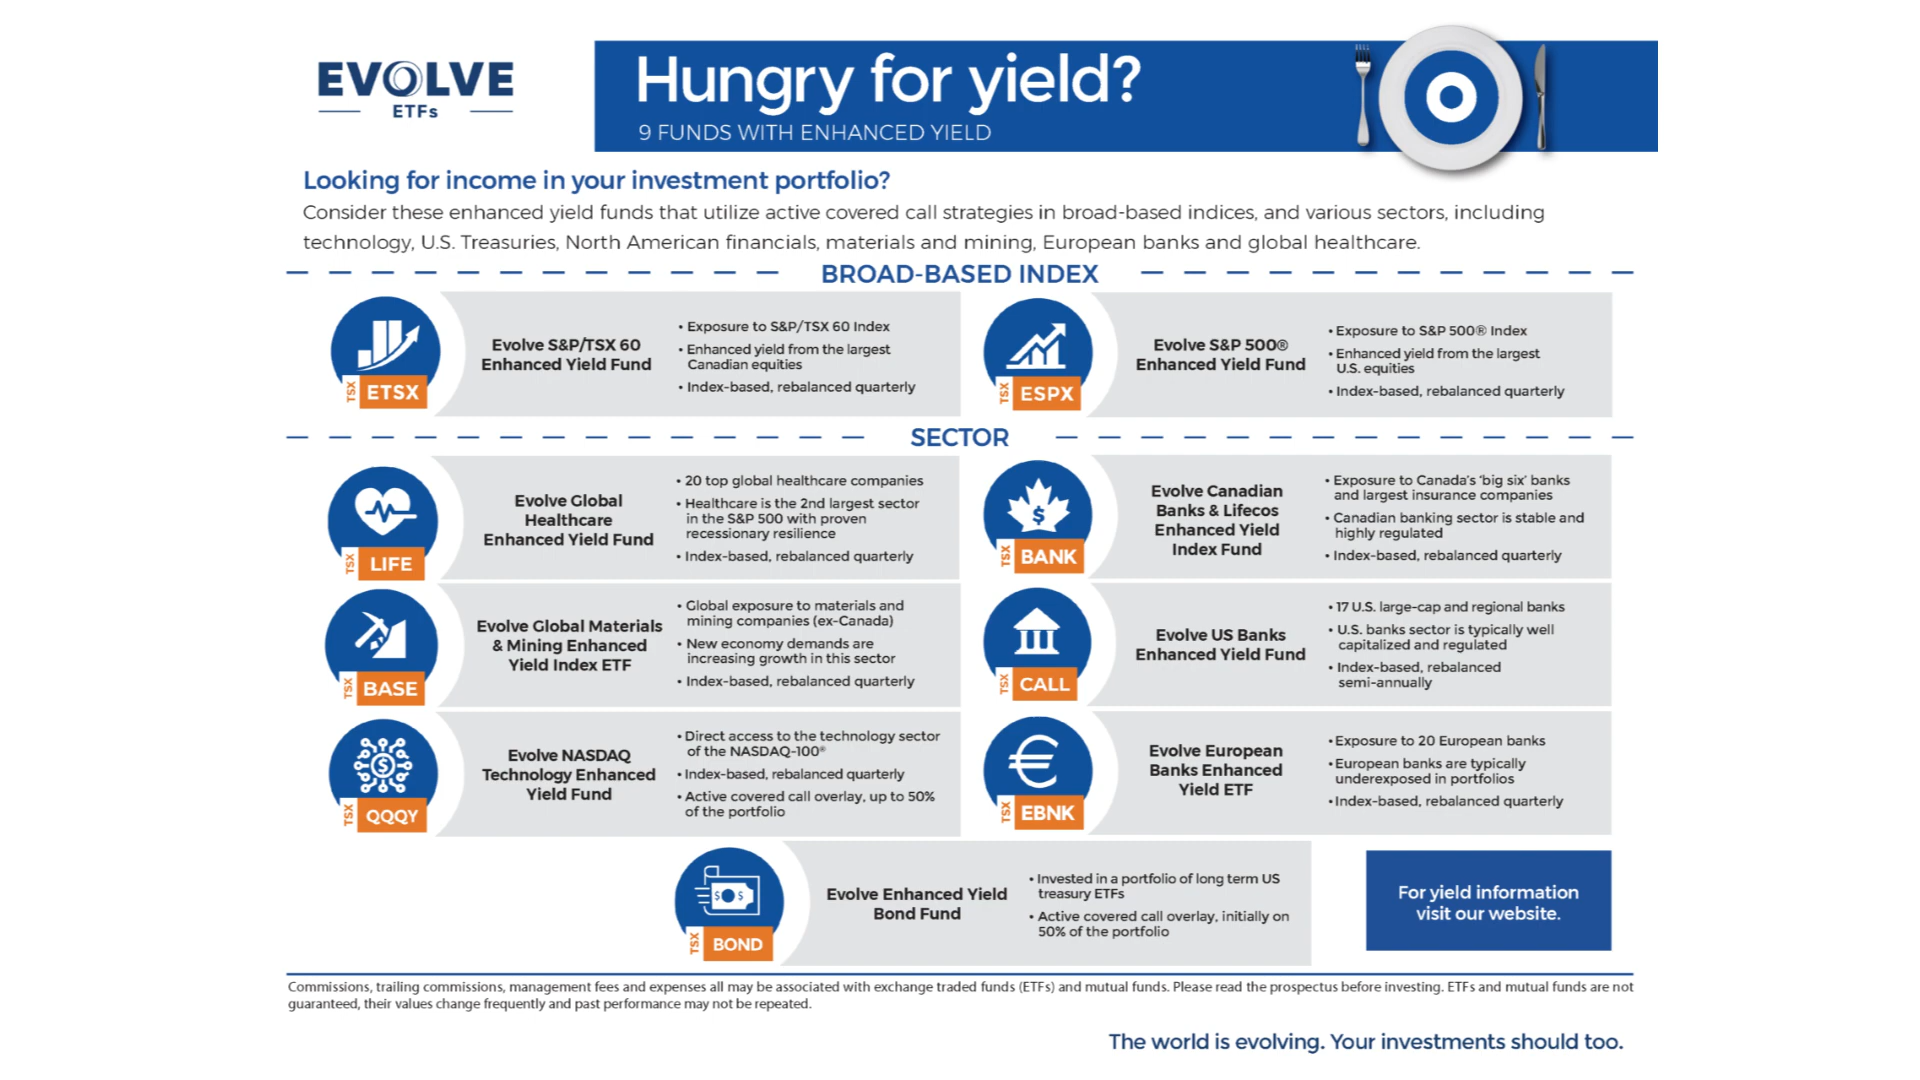 EVOLVE
ETFs
Hungry for yield?
9 FUNDS WITH ENHANCED YIELD
Looking for income in your investment portfolio?
Consider these enhanced yield funds that utilize active covered call strategies in broad-based indices, and various sectors, including
technology, U.S. Treasuries, North American financials, materials and mining, European banks and global healthcare.
BROAD-BASED INDEX
TSX
ETSX
Evolve S&P/TSX 60
Enhanced Yield Fund
• Exposure to S&P/TSX 60 Index
• Enhanced yield from the largest
Canadian equities
• Index-based, rebalanced quarterly
TSX
ESPX
Evolve S&P 500®
Enhanced Yield Fund
• Exposure to S&P 500® Index
• Enhanced yield from the largest
U.S. equities
• Index-based, rebalanced quarterly
SECTOR
TSX
LIFE
Evolve Global
Healthcare
Enhanced Yield Fund
• 20 top global healthcare companies
• Healthcare is the 2nd largest sector
in the S&P 500 with proven
recessionary resilience
• Index-based, rebalanced quarterly
$
TSX
BANK
Evolve Canadian
Banks & Lifecos
Enhanced Yield
Index Fund
• Exposure to Canada's 'big six' banks
and largest insurance companies
• Canadian banking sector is stable and
highly regulated
• Index-based, rebalanced quarterly
TSX
BASE
Evolve Global Materials
& Mining Enhanced
Yield Index ETF
• Global exposure to materials and
mining companies (ex-Canada)
• New economy demands are
increasing growth in this sector
• Index-based, rebalanced quarterly
TSX
CALL
Evolve US Banks
Enhanced Yield Fund
• 17 U.S. large-cap and regional banks
• U.S. banks sector is typically well
capitalized and regulated
• Index-based, rebalanced
semi-annually
$
TSX
QQQY
Evolve NASDAQ
Technology Enhanced
Yield Fund
• Direct access to the technology sector
of the NASDAQ-100®
• Index-based, rebalanced quarterly
• Active covered call overlay, up to 50%
of the portfolio
€
TSX
EBNK
Evolve European
Banks Enhanced
Yield ETF
• Exposure to 20 European banks
• European banks are typically
underexposed in portfolios
• Index-based, rebalanced quarterly
$ $
TSX
BOND
Evolve Enhanced Yield
Bond Fund
• Invested in a portfolio of long term US
treasury ETFs
• Active covered call overlay, initially on
50% of the portfolio
For yield information
visit our website.
Commissions, trailing commissions, management fees and expenses all may be associated with exchange traded funds (ETFs) and mutual funds. Please read the prospectus before investing. ETFs and mutual funds are not
guaranteed, their values change frequently and past performance may not be repeated.
The world is evolving. Your investments should too.